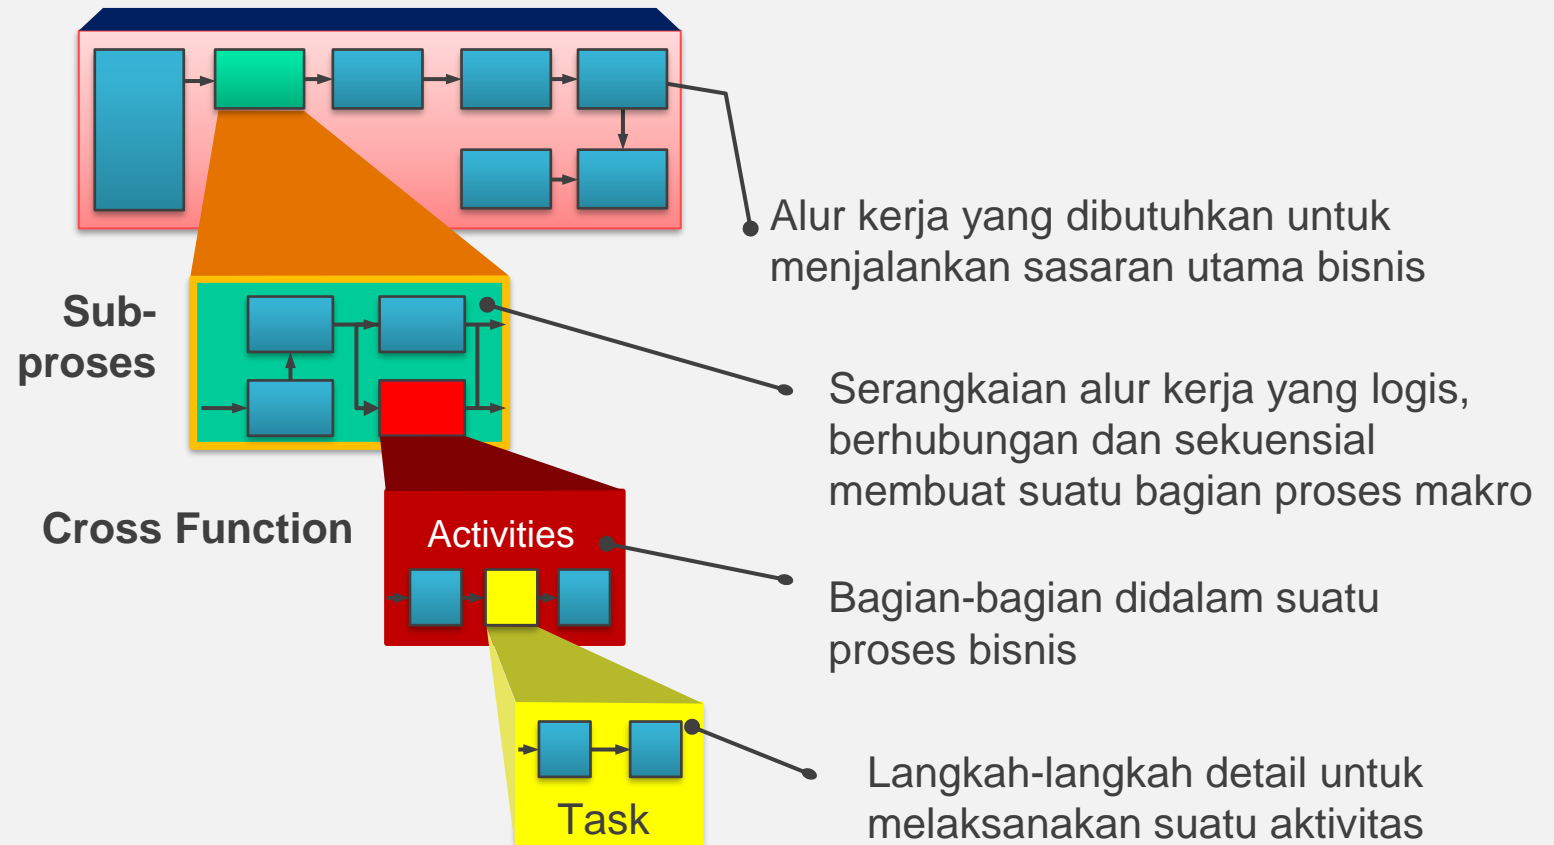 Alur kerja yang dibutuhkan untuk
menjalankan sasaran utama bisnis
Sub-
proses
Serangkaian alur kerja yang logis,
berhubungan dan sekuensial
membuat suatu bagian proses makro
Cross Function
Activities
Bagian-bagian didalam suatu
proses bisnis
Task
Langkah-langkah detail untuk
melaksanakan suatu aktivitas